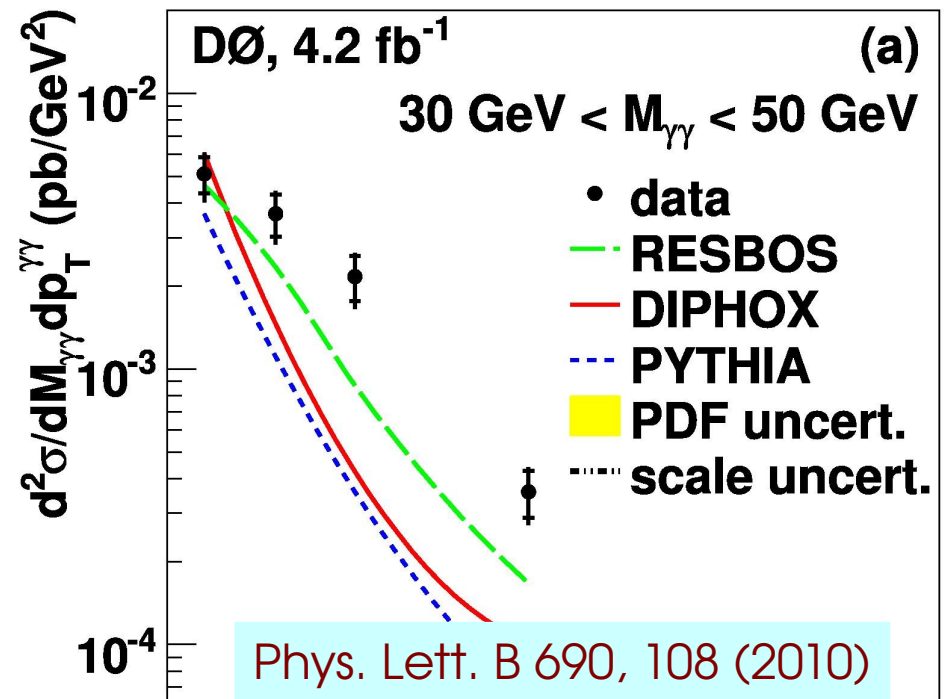 DØ, 4.2 fb⁻¹
(a)
30 GeV < Mγγ < 50 GeV
data
RESBOS
DIPHOX
PYTHIA
PDF uncert.
scale uncert.
d²σ/dMγγdpTγγ (pb/GeV²)
10⁻²
10⁻³
10⁻⁴
Phys. Lett. B 690, 108 (2010)